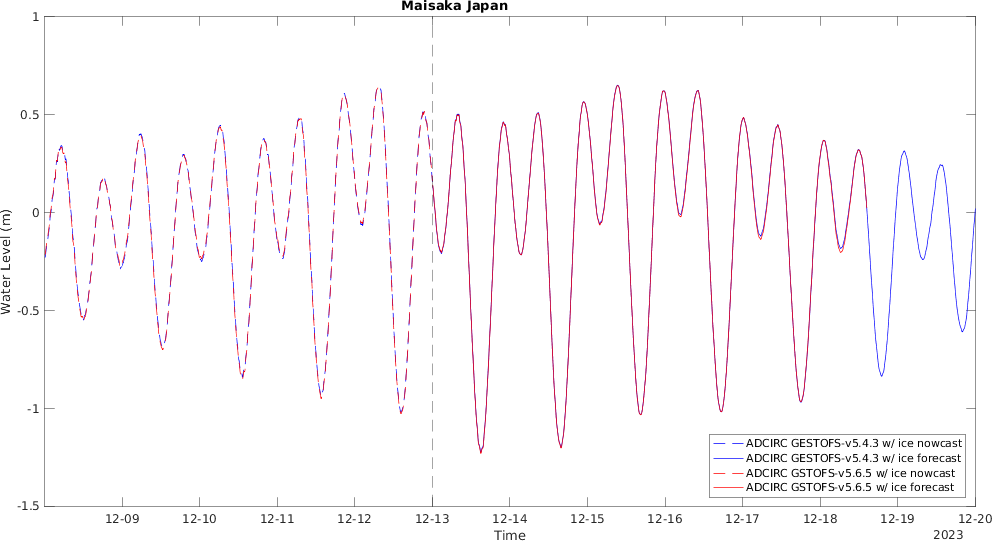 Maisaka Japan
1
0.5
0
-0.5
-1
-1.5
Water Level (m)
12-09 12-10 12-11 12-12 12-13 12-14 12-15 12-16 12-17 12-18 12-19 12-20
Time
2023
ADCIRC GESTOFS-v5.4.3 w/ ice nowcast
ADCIRC GESTOFS-v5.4.3 w/ ice forecast
ADCIRC GSTOFS-v5.6.5 w/ ice nowcast
ADCIRC GSTOFS-v5.6.5 w/ ice forecast